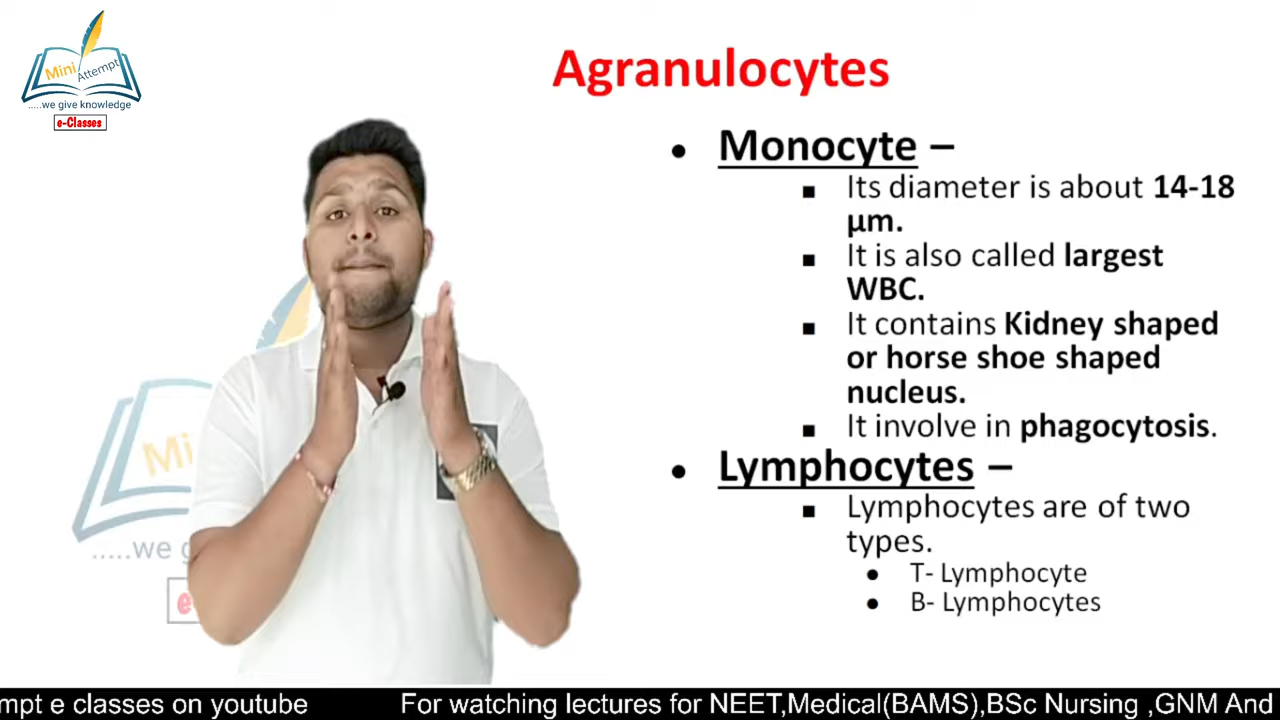 Mini
Attempt
.....we give knowledge
e-Classes
Agranulocytes
• Monocyte –
▪ Its diameter is about 14-18
µm.
▪ It is also called largest
WBC.
▪ It contains Kidney shaped
or horse shoe shaped
nucleus.
▪ It involve in phagocytosis.
• Lymphocytes –
▪ Lymphocytes are of two
types.
• T- Lymphocyte
• B- Lymphocytes
Mi
.....we g
e
mpt e classes on youtube For watching lectures for NEET,Medical(BAMS),BSc Nursing ,GNM And